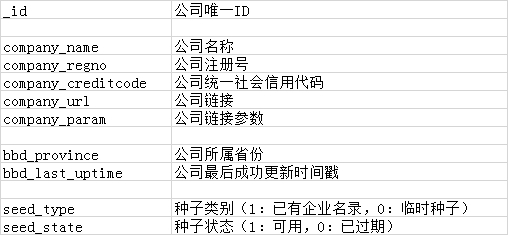 _id 公司唯一ID
company_name 公司名称
company_regno 公司注册号
company_creditcode 公司统一社会信用代码
company_url 公司链接
company_param 公司链接参数
bbd_province 公司所属省份
bbd_last_uptime 公司最后成功更新时间戳
seed_type 种子类别（1：已有企业名录，0：临时种子）
seed_state 种子状态（1：可用，0：已过期）